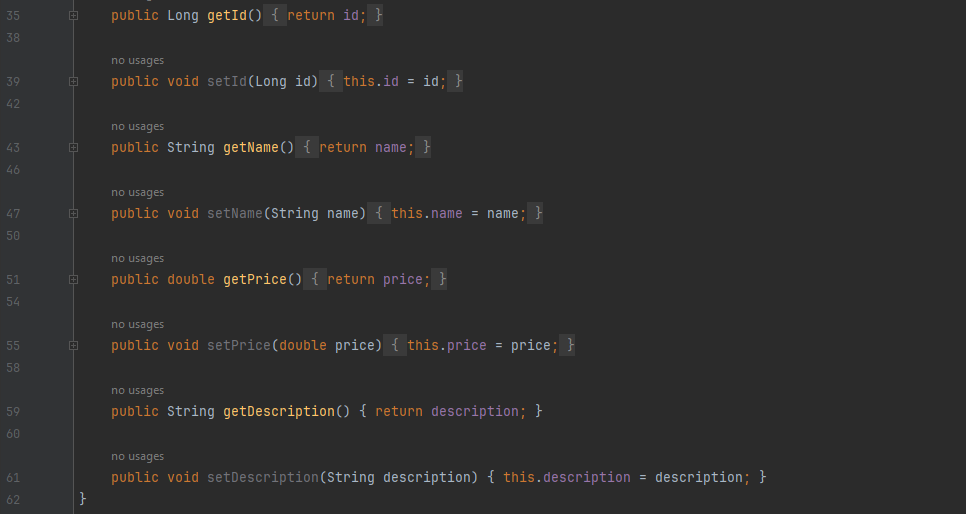 35 public Long getId() { return id; }
38
no usages
39 public void setId(Long id) { this.id = id; }
42
no usages
43 public String getName() { return name; }
46
no usages
47 public void setName(String name) { this.name = name; }
50
no usages
51 public double getPrice() { return price; }
54
no usages
55 public void setPrice(double price) { this.price = price; }
58
no usages
59 public String getDescription() { return description; }
60
no usages
61 public void setDescription(String description) { this.description = description; }
62 }